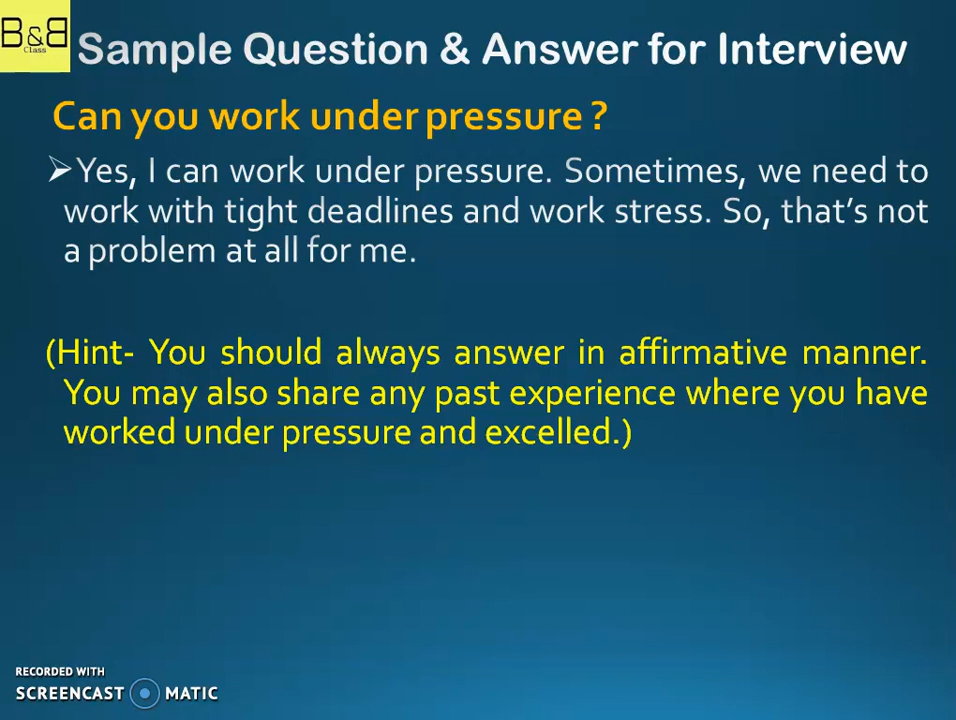 B&B
Class
Sample Question & Answer for Interview
Can you work under pressure ?
➢Yes, I can work under pressure. Sometimes, we need to
work with tight deadlines and work stress. So, that's not
a problem at all for me.
(Hint- You should always answer in affirmative manner.
You may also share any past experience where you have
worked under pressure and excelled.)
RECORDED WITH
SCREENCAST MATIC